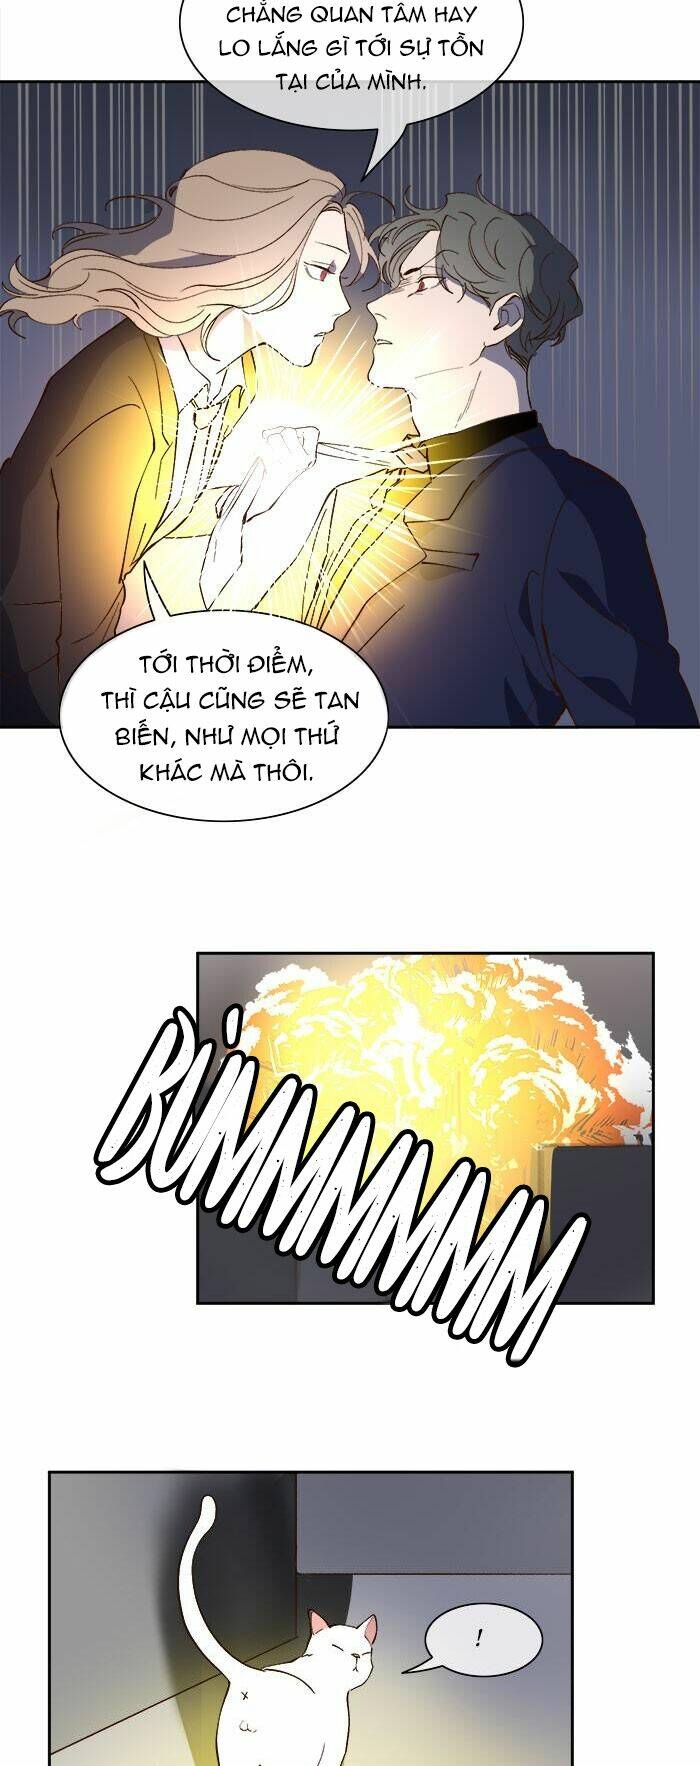 CHẲNG QUAN TÂM HAY
LO LẮNG GÌ TỚI SỰ TỒN
TẠI CỦA MÌNH.
TỚI THỜI ĐIỂM,
THÌ CẬU CŨNG SẼ TAN
BIẾN, NHƯ MỌI THỨ
KHÁC MÀ THÔI.
BÙMMMMMMM
!